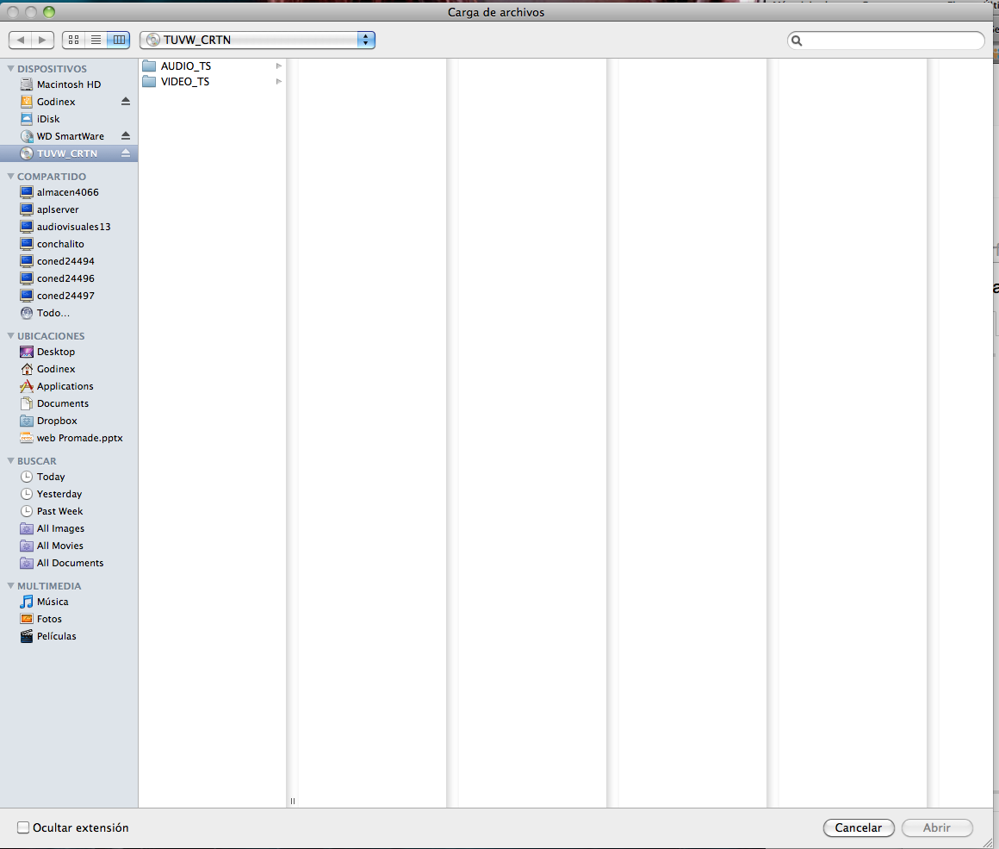 Carga de archivos
TUVW_CRTN
DISPOSITIVOS
Macintosh HD
Godinex
iDisk
WD SmartWare
TUVW_CRTN
COMPARTIDO
almacen4066
aplserver
audiovisuales13
conchalito
coned24494
coned24496
coned24497
Todo...
UBICACIONES
Desktop
Godinex
Applications
Documents
Dropbox
web Promade.pptx
BUSCAR
Today
Yesterday
Past Week
All Images
All Movies
All Documents
MULTIMEDIA
Música
Fotos
Películas
AUDIO_TS
VIDEO_TS
Ocultar extensión
Cancelar
Abrir